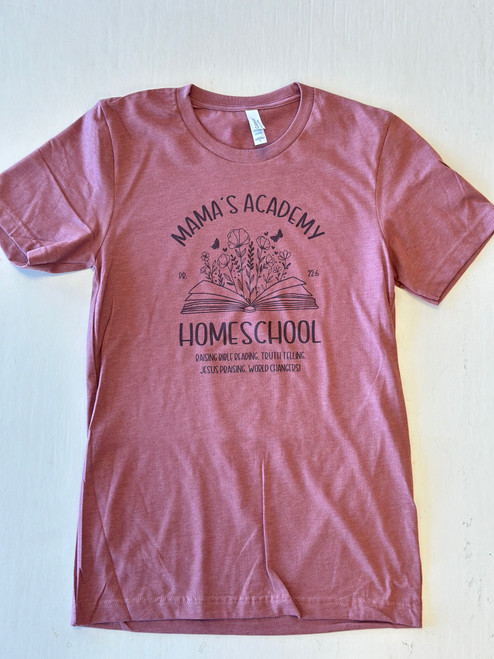 MAMA'S ACADEMY
PR. 22:6
HOMESCHOOL
RAISING BIBLE READING, TRUTH TELLING,
JESUS PRAISING, WORLD CHANGERS!